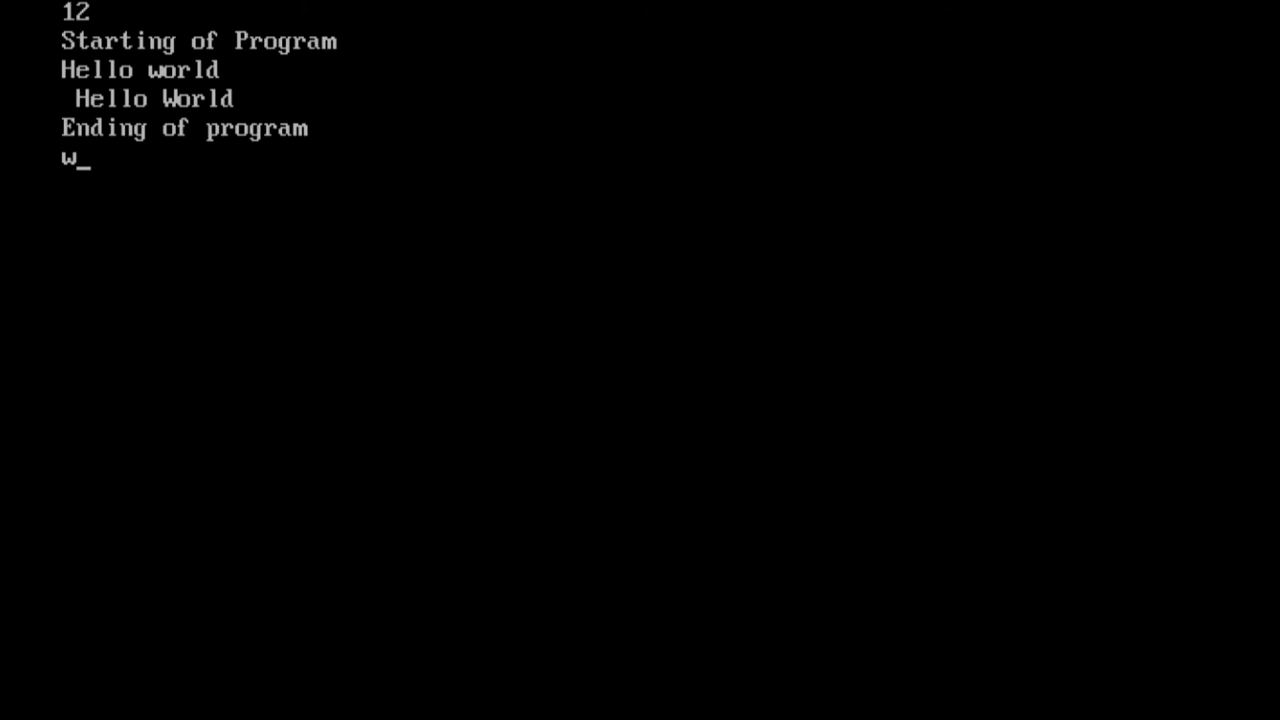 12
Starting of Program
Hello world
 Hello World
Ending of program
w_